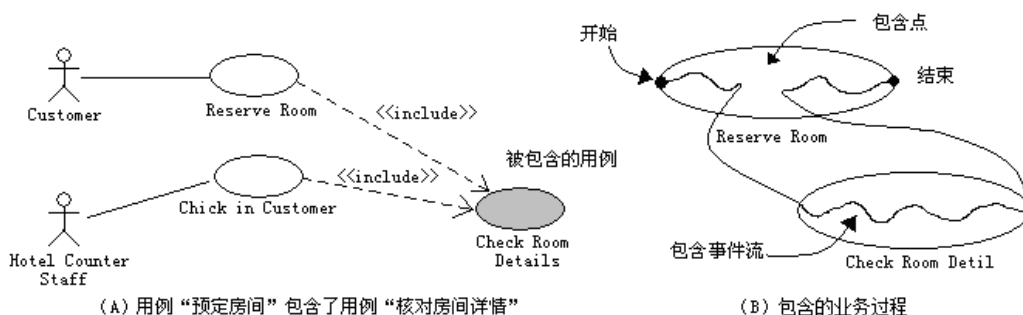 Customer
Reserve Room
<<include>>
<<include>>
被包含的用例
Chick in Customer
Hotel Counter
Staff
Check Room
Details
(A) 用例“预定房间”包含了用例“核对房间详情”
开始
包含点
结束
Reserve Room
包含事件流
Check Room Detil
(B) 包含的业务过程